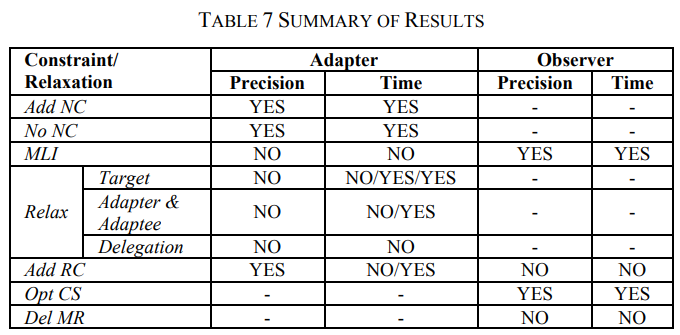 TABLE 7 SUMMARY OF RESULTS
Constraint/ Adapter Observer
Relaxation Precision Time Precision Time
Add NC YES YES - -
No NC YES YES - -
MLI NO NO YES YES
Relax Target NO NO/YES/YES - -
Adapter &
Adaptee NO NO/YES - -
Delegation NO NO - -
Add RC YES NO/YES NO NO
Opt CS - - YES YES
Del MR - - NO NO